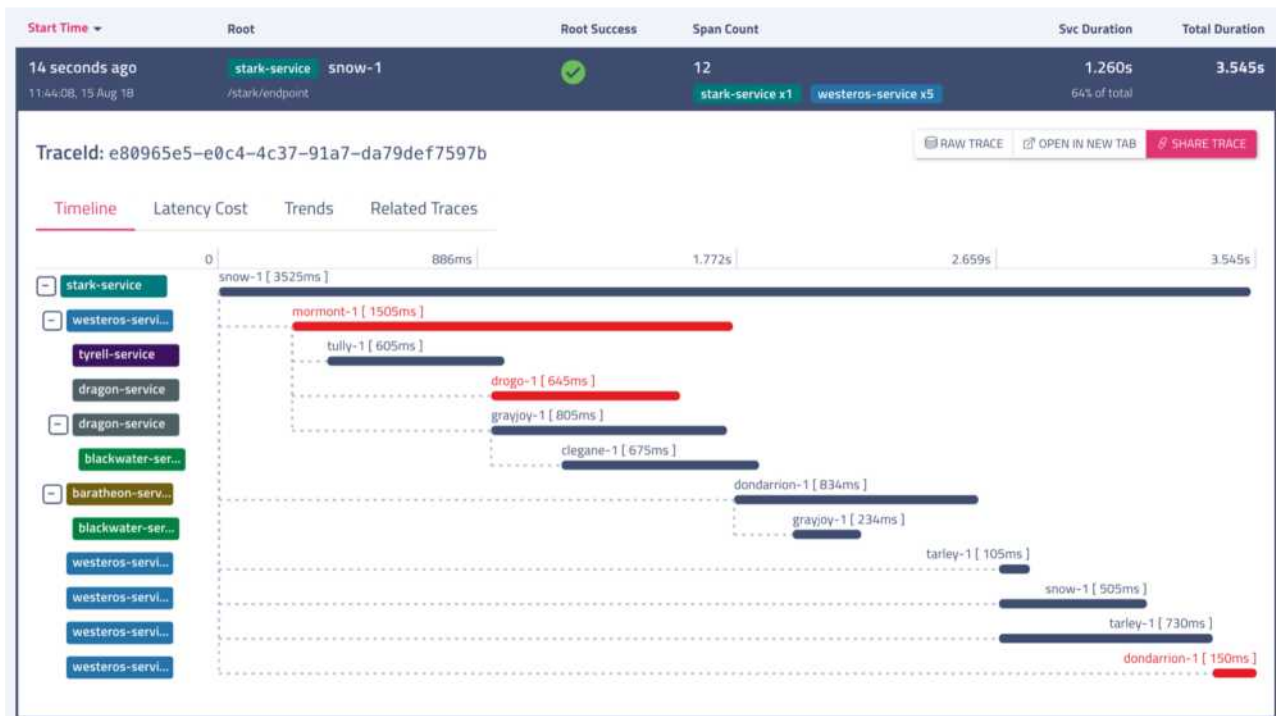 Start Time Root Root Success Span Count Svc Duration Total Duration
14 seconds ago stark-service snow-1 12 1.260s 3.545s
11:44:08, 15 Aug 18 /stark/endpoint stark-service x1 westeros-service x5 64% of total
TraceId: e80965e5-e0c4-4c37-91a7-da79def7597b RAW TRACE OPEN IN NEW TAB SHARE TRACE
Timeline Latency Cost Trends Related Traces
0 886ms 1.772s 2.659s 3.545s
snow-1 [ 3525ms ]
stark-service
mormont-1 [ 1505ms ]
westeros-servi...
tully-1 [ 605ms ]
tyrell-service
drogo-1 [ 645ms ]
dragon-service
grayjoy-1 [ 805ms ]
dragon-service
clegane-1 [ 675ms ]
blackwater-ser...
dondarrion-1 [ 834ms ]
baratheon-serv...
grayjoy-1 [ 234ms ]
blackwater-ser...
tarley-1 [ 105ms ]
westeros-servi...
snow-1 [ 505ms ]
westeros-servi...
tarley-1 [ 730ms ]
westeros-servi...
dondarrion-1 [ 150ms ]
westeros-servi...